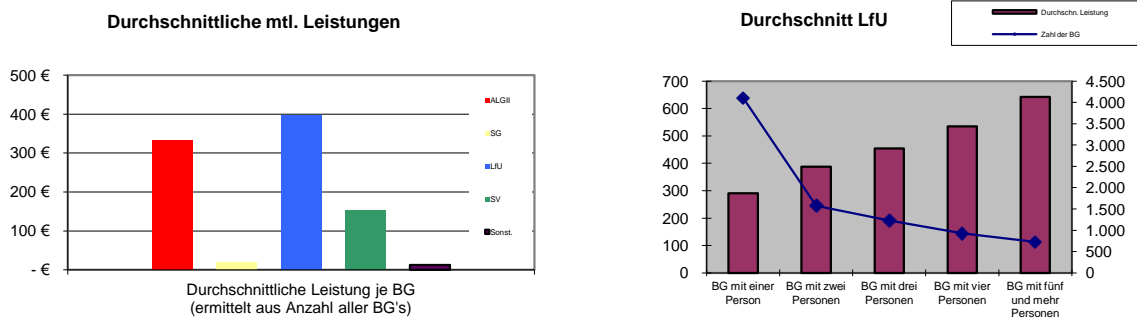 Durchschnittliche mtl. Leistungen
500 €
400 €
300 €
200 €
100 €
- €
ALGII
SG
LfU
SV
Sonst.
Durchschnittliche Leistung je BG
(ermittelt aus Anzahl aller BG's)
Durchschnitt LfU
Durchschn. Leistung
Zahl der BG
700
600
500
400
300
200
100
0
4.500
4.000
3.500
3.000
2.500
2.000
1.500
1.000
500
0
BG mit einer
Person
BG mit zwei
Personen
BG mit drei
Personen
BG mit vier
Personen
BG mit fünf
und mehr
Personen